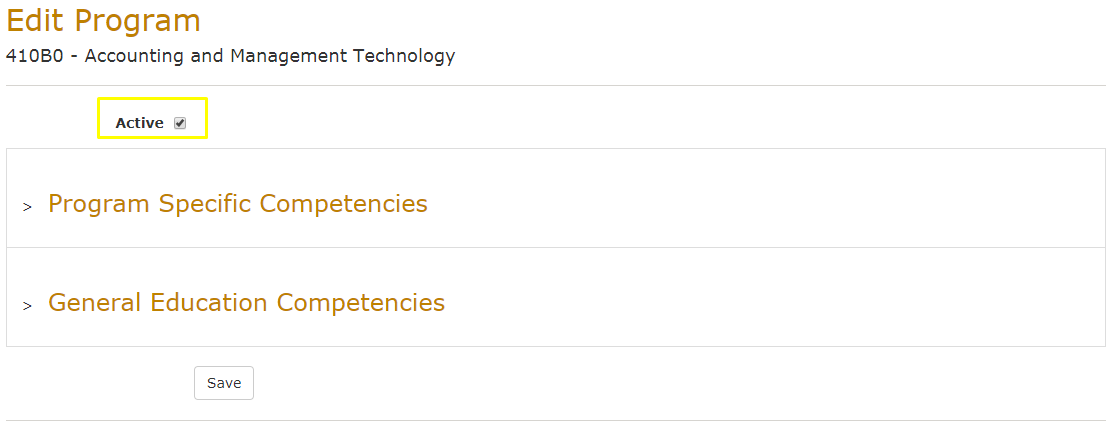 Edit Program
410B0 - Accounting and Management Technology
Active
> Program Specific Competencies
> General Education Competencies
Save